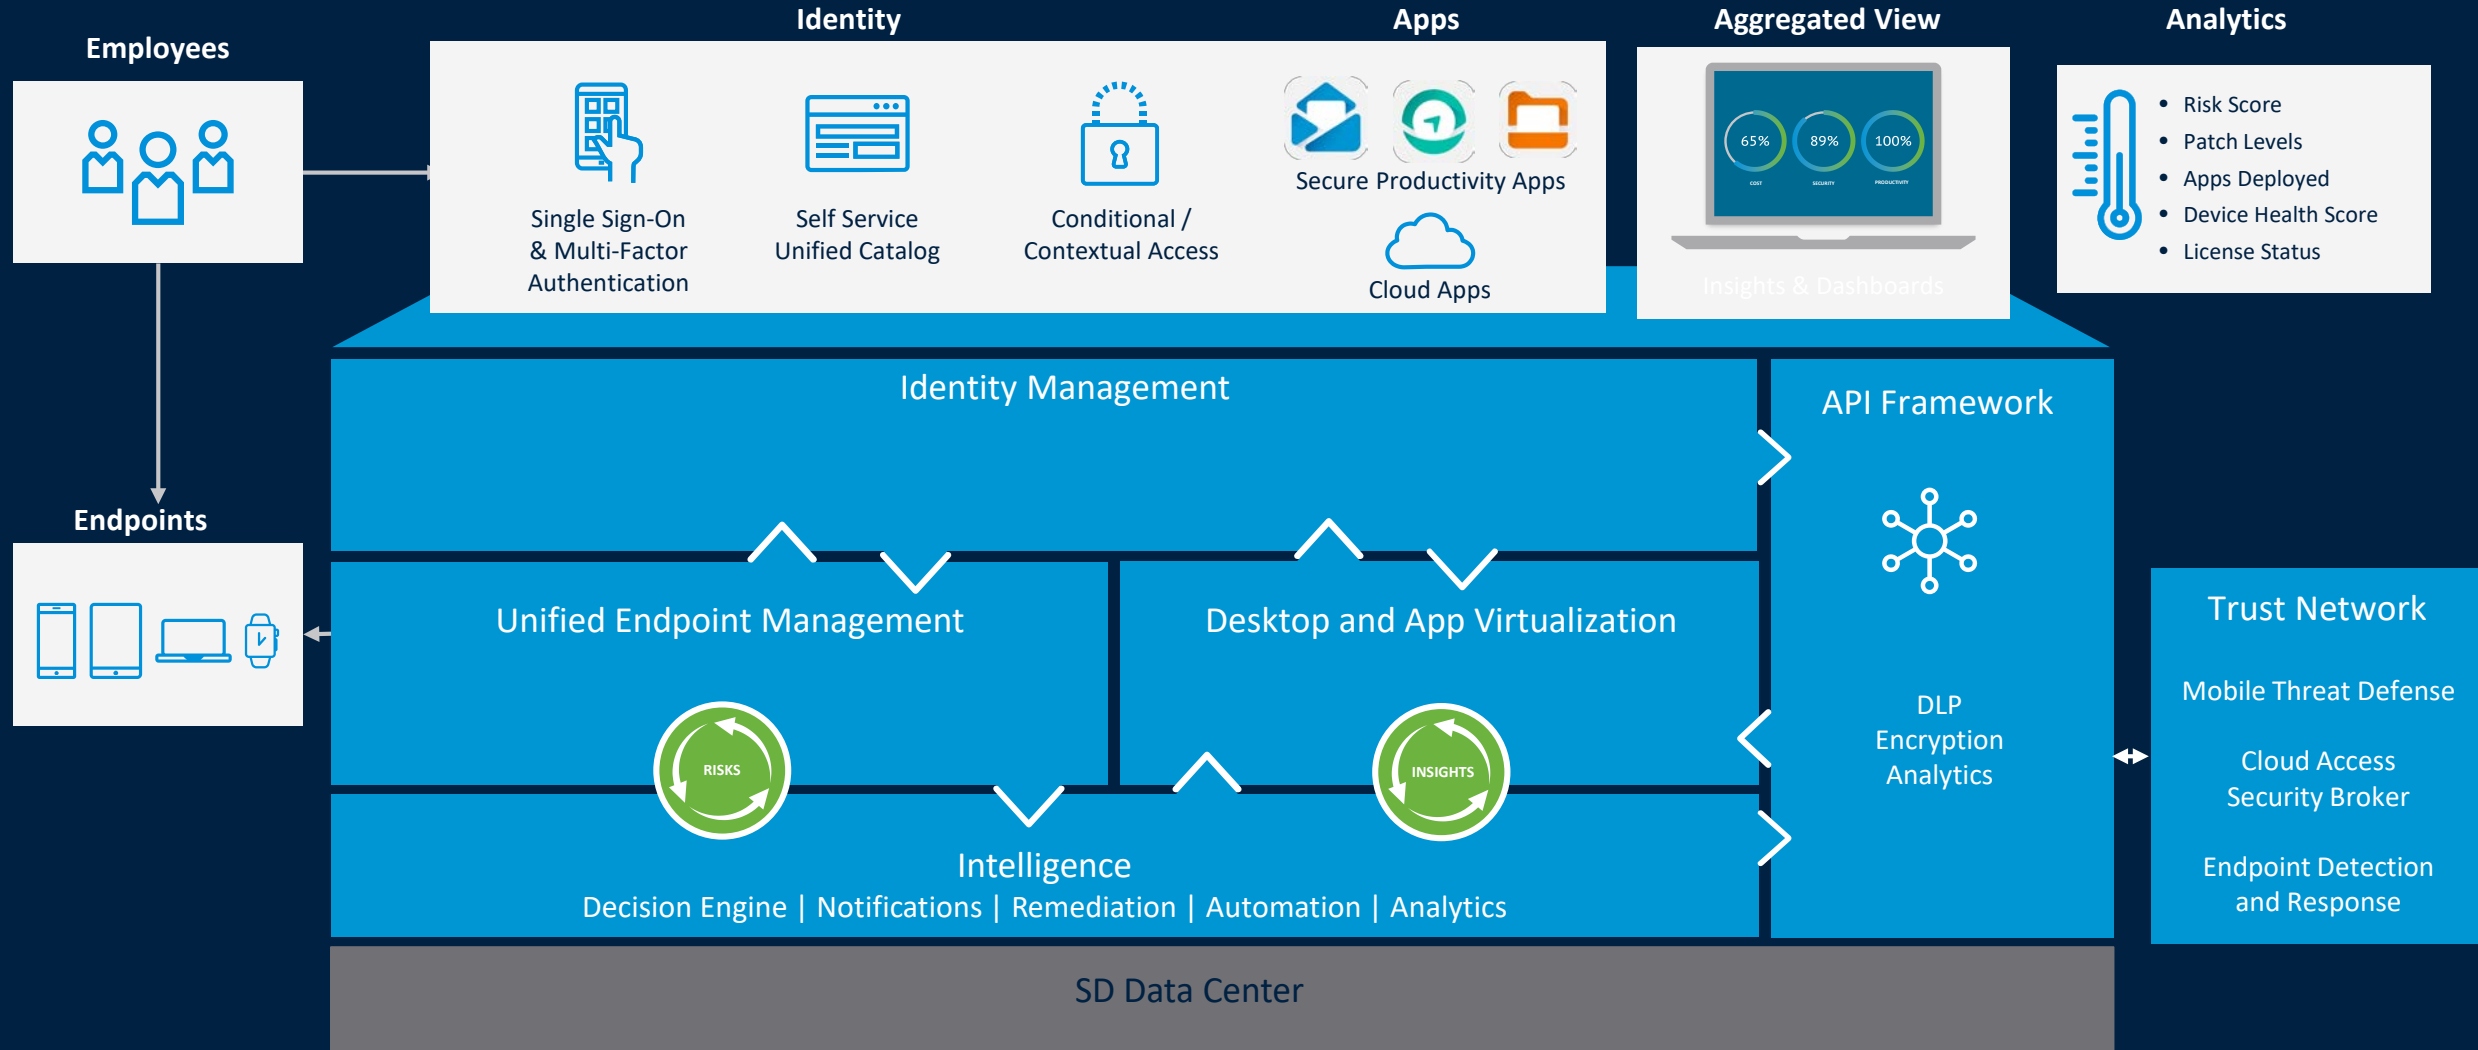 Identity
Apps
Aggregated View
Analytics
Employees
Single Sign-On
& Multi-Factor
Authentication
Self Service
Unified Catalog
Conditional /
Contextual Access
Secure Productivity Apps
Cloud Apps
65%
89%
100%
COST
SECURITY
PRODUCTIVITY
Insights & Dashboards
• Risk Score
• Patch Levels
• Apps Deployed
• Device Health Score
• License Status
Endpoints
Identity Management
API Framework
Unified Endpoint Management
Desktop and App Virtualization
RISKS
INSIGHTS
DLP
Encryption
Analytics
Intelligence
Decision Engine | Notifications | Remediation | Automation | Analytics
Trust Network
Mobile Threat Defense
Cloud Access
Security Broker
Endpoint Detection
and Response
SD Data Center